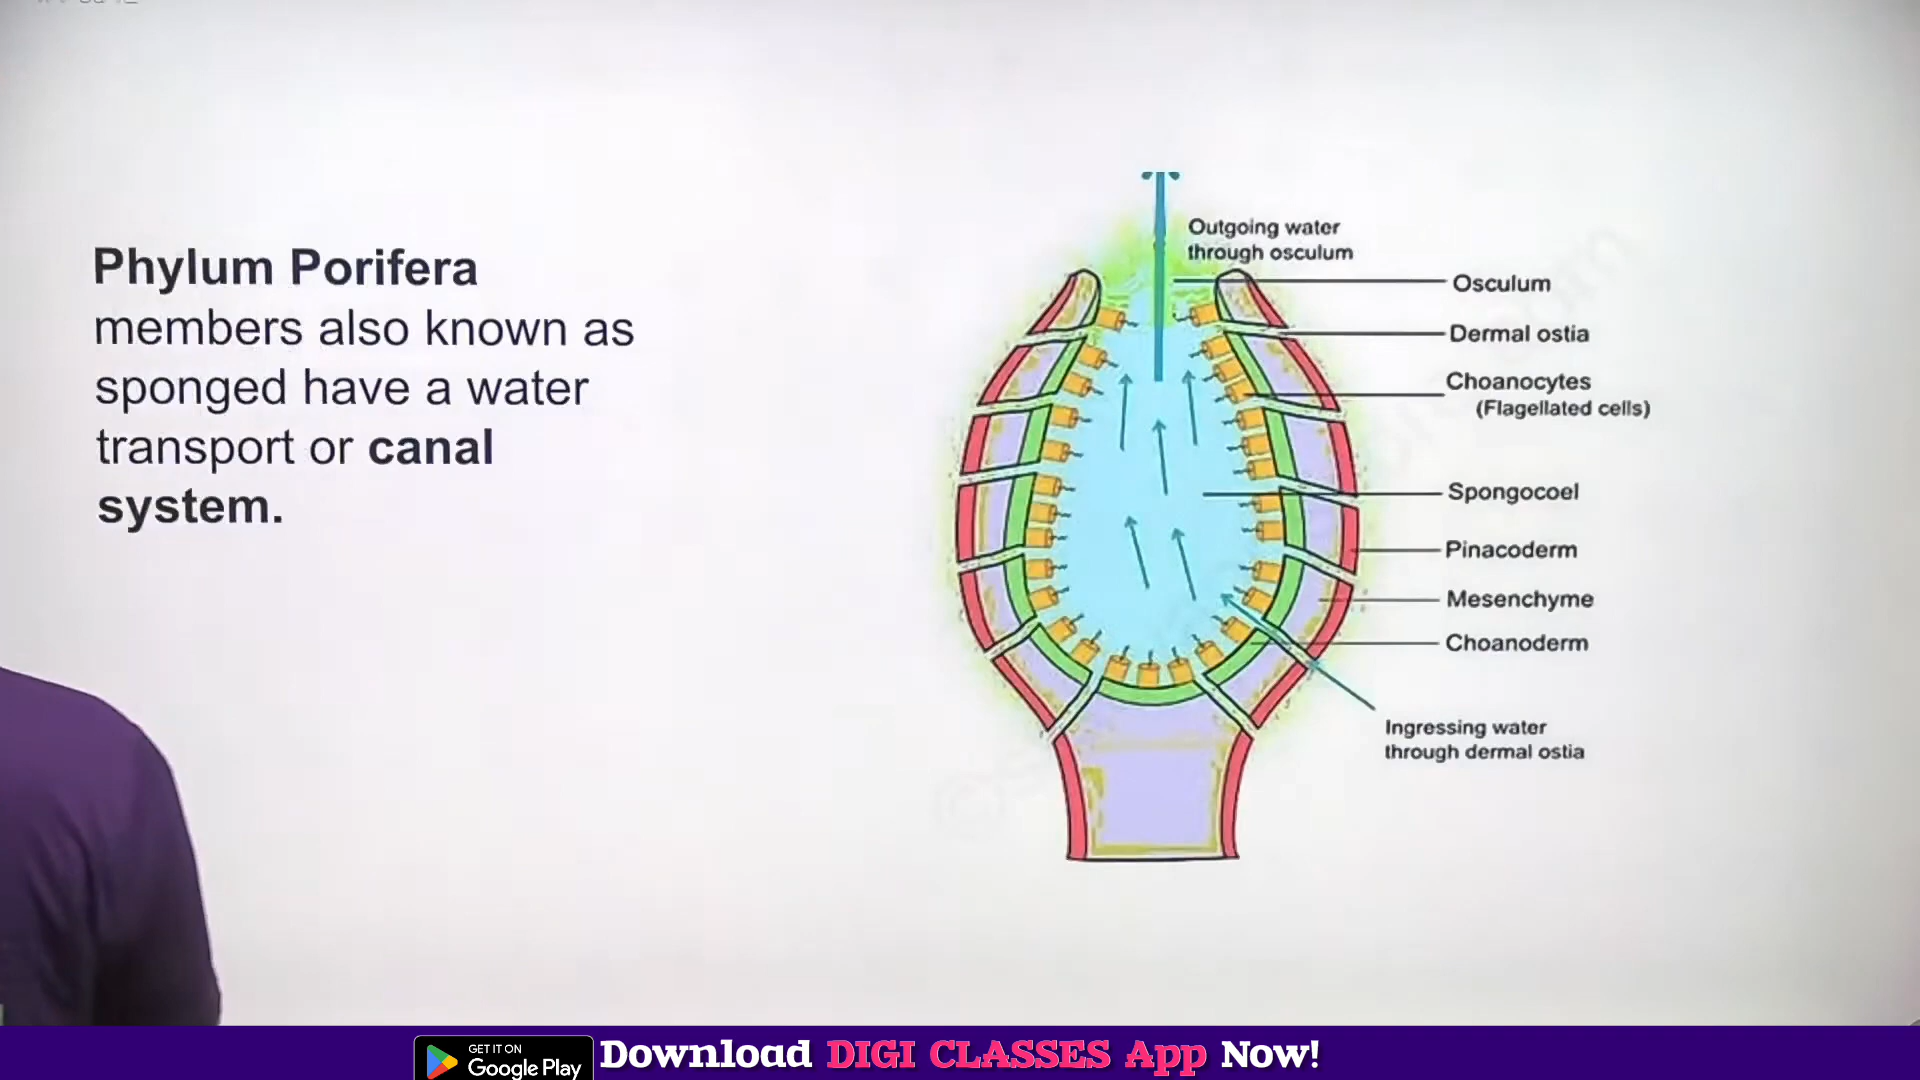 Phylum Porifera
members also known as
sponged have a water
transport or canal
system.
Outgoing water
through osculum
Osculum
Dermal ostia
Choanocytes
(Flagellated cells)
Spongocoel
Pinacoderm
Mesenchyme
Choanoderm
Ingressing water
through dermal ostia
GET IT ON
Google Play
Download DIGI CLASSES App Now!